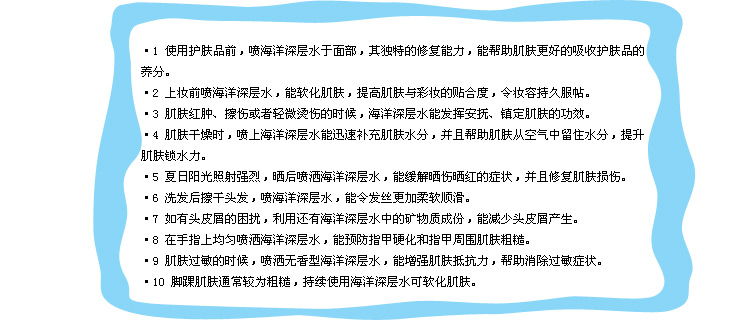 ·1 使用护肤品前，喷海洋深层水于面部，其独特的修复能力，能帮助肌肤更好的吸收护肤品的
养分。
·2 上妆前喷海洋深层水，能软化肌肤，提高肌肤与彩妆的贴合度，令妆容持久服帖。
·3 肌肤红肿、擦伤或者轻微烫伤的时候，海洋深层水能发挥安抚、镇定肌肤的功效。
·4 肌肤干燥时，喷上海洋深层水能迅速补充肌肤水分，并且帮助肌肤从空气中留住水分，提升
肌肤锁水力。
·5 夏日阳光照射强烈，晒后喷洒海洋深层水，能缓解晒伤晒红的症状，并且修复肌肤损伤。
·6 洗发后擦干头发，喷海洋深层水，能令发丝更加柔软顺滑。
·7 如有头皮屑的困扰，利用还有海洋深层水中的矿物质成份，能减少头皮屑产生。
·8 在手指上均匀喷洒海洋深层水，能预防指甲硬化和指甲周围肌肤粗糙。
·9 肌肤过敏的时候，喷洒无香型海洋深层水，能增强肌肤抵抗力，帮助消除过敏症状。
·10 脚踝肌肤通常较为粗糙，持续使用海洋深层水可软化肌肤。